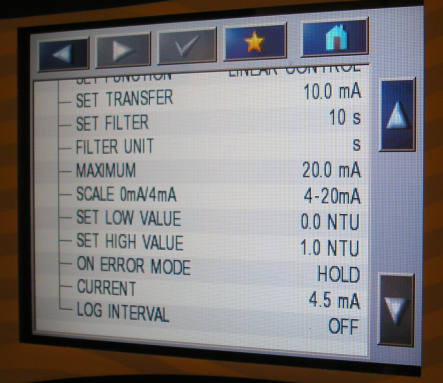 SET FUNCTION LINEAR CONTROL
SET TRANSFER 10.0 mA
SET FILTER 10 s
FILTER UNIT s
MAXIMUM 20.0 mA
SCALE 0mA/4mA 4-20mA
SET LOW VALUE 0.0 NTU
SET HIGH VALUE 1.0 NTU
ON ERROR MODE HOLD
CURRENT 4.5 mA
LOG INTERVAL OFF